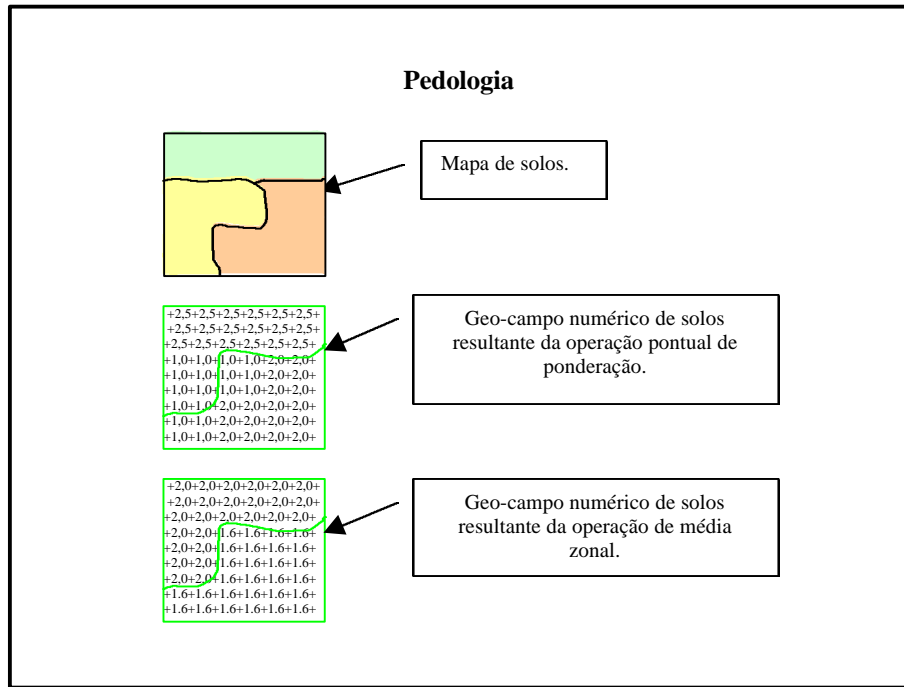 Pedologia
Mapa de solos.
+2,5+2,5+2,5+2,5+2,5+2,5+
+2,5+2,5+2,5+2,5+2,5+2,5+
+2,5+2,5+2,5+2,5+2,5+2,5+
+1,0+1,0+1,0+1,0+2,0+2,0+
+1,0+1,0+1,0+1,0+2,0+2,0+
+1,0+1,0+1,0+1,0+2,0+2,0+
+1,0+1,0+2,0+2,0+2,0+2,0+
+1,0+1,0+2,0+2,0+2,0+2,0+
+1,0+1,0+2,0+2,0+2,0+2,0+
Geo-campo numérico de solos
resultante da operação pontual de
ponderação.
+2,0+2,0+2,0+2,0+2,0+2,0+
+2,0+2,0+2,0+2,0+2,0+2,0+
+2,0+2,0+2,0+2,0+2,0+2,0+
+2,0+2,0+1.6+1.6+1.6+1.6+
+2,0+2,0+1.6+1.6+1.6+1.6+
+2,0+2,0+1.6+1.6+1.6+1.6+
+2,0+2,0+1.6+1.6+1.6+1.6+
+1.6+1.6+1.6+1.6+1.6+1.6+
+1.6+1.6+1.6+1.6+1.6+1.6+
Geo-campo numérico de solos
resultante da operação de média
zonal.